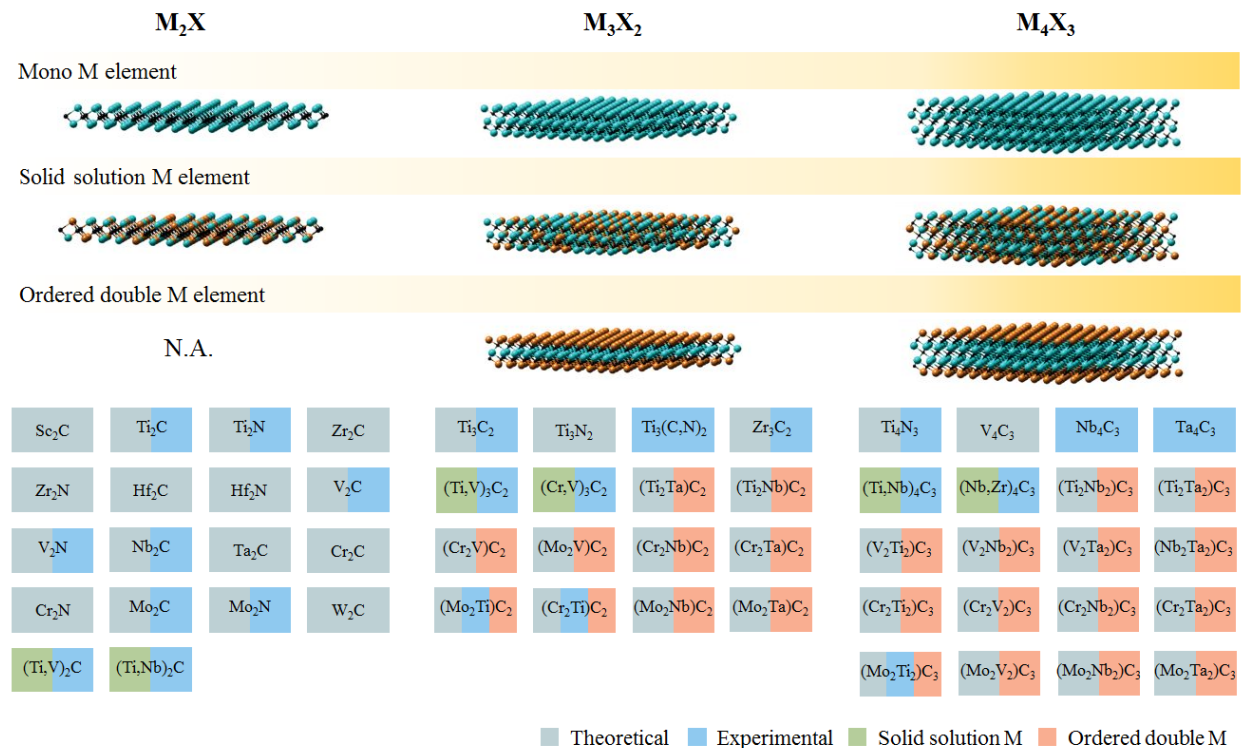 M₂X M₃X₂ M₄X₃
Mono M element
Solid solution M element
Ordered double M element
N.A.
Sc₂C Ti₂C Ti₂N Zr₂C
Zr₂N Hf₂C Hf₂N V₂C
V₂N Nb₂C Ta₂C Cr₂C
Cr₂N Mo₂C Mo₂N W₂C
(Ti,V)₂C (Ti,Nb)₂C
Ti₃C₂ Ti₃N₂ Ti₃(C,N)₂ Zr₃C₂
(Ti,V)₃C₂ (Cr,V)₃C₂ (Ti₂Ta)C₂ (Ti₂Nb)C₂
(Cr₂V)C₂ (Mo₂V)C₂ (Cr₂Nb)C₂ (Cr₂Ta)C₂
(Mo₂Ti)C₂ (Cr₂Ti)C₂ (Mo₂Nb)C₂ (Mo₂Ta)C₂
Ti₄N₃ V₄C₃ Nb₄C₃ Ta₄C₃
(Ti,Nb)₄C₃ (Nb,Zr)₄C₃ (Ti₂Nb₂)C₃ (Ti₂Ta₂)C₃
(V₂Ti₂)C₃ (V₂Nb₂)C₃ (V₂Ta₂)C₃ (Nb₂Ta₂)C₃
(Cr₂Ti₂)C₃ (Cr₂V₂)C₃ (Cr₂Nb₂)C₃ (Cr₂Ta₂)C₃
(Mo₂Ti₂)C₃ (Mo₂V₂)C₃ (Mo₂Nb₂)C₃ (Mo₂Ta₂)C₃
Theoretical Experimental Solid solution M Ordered double M